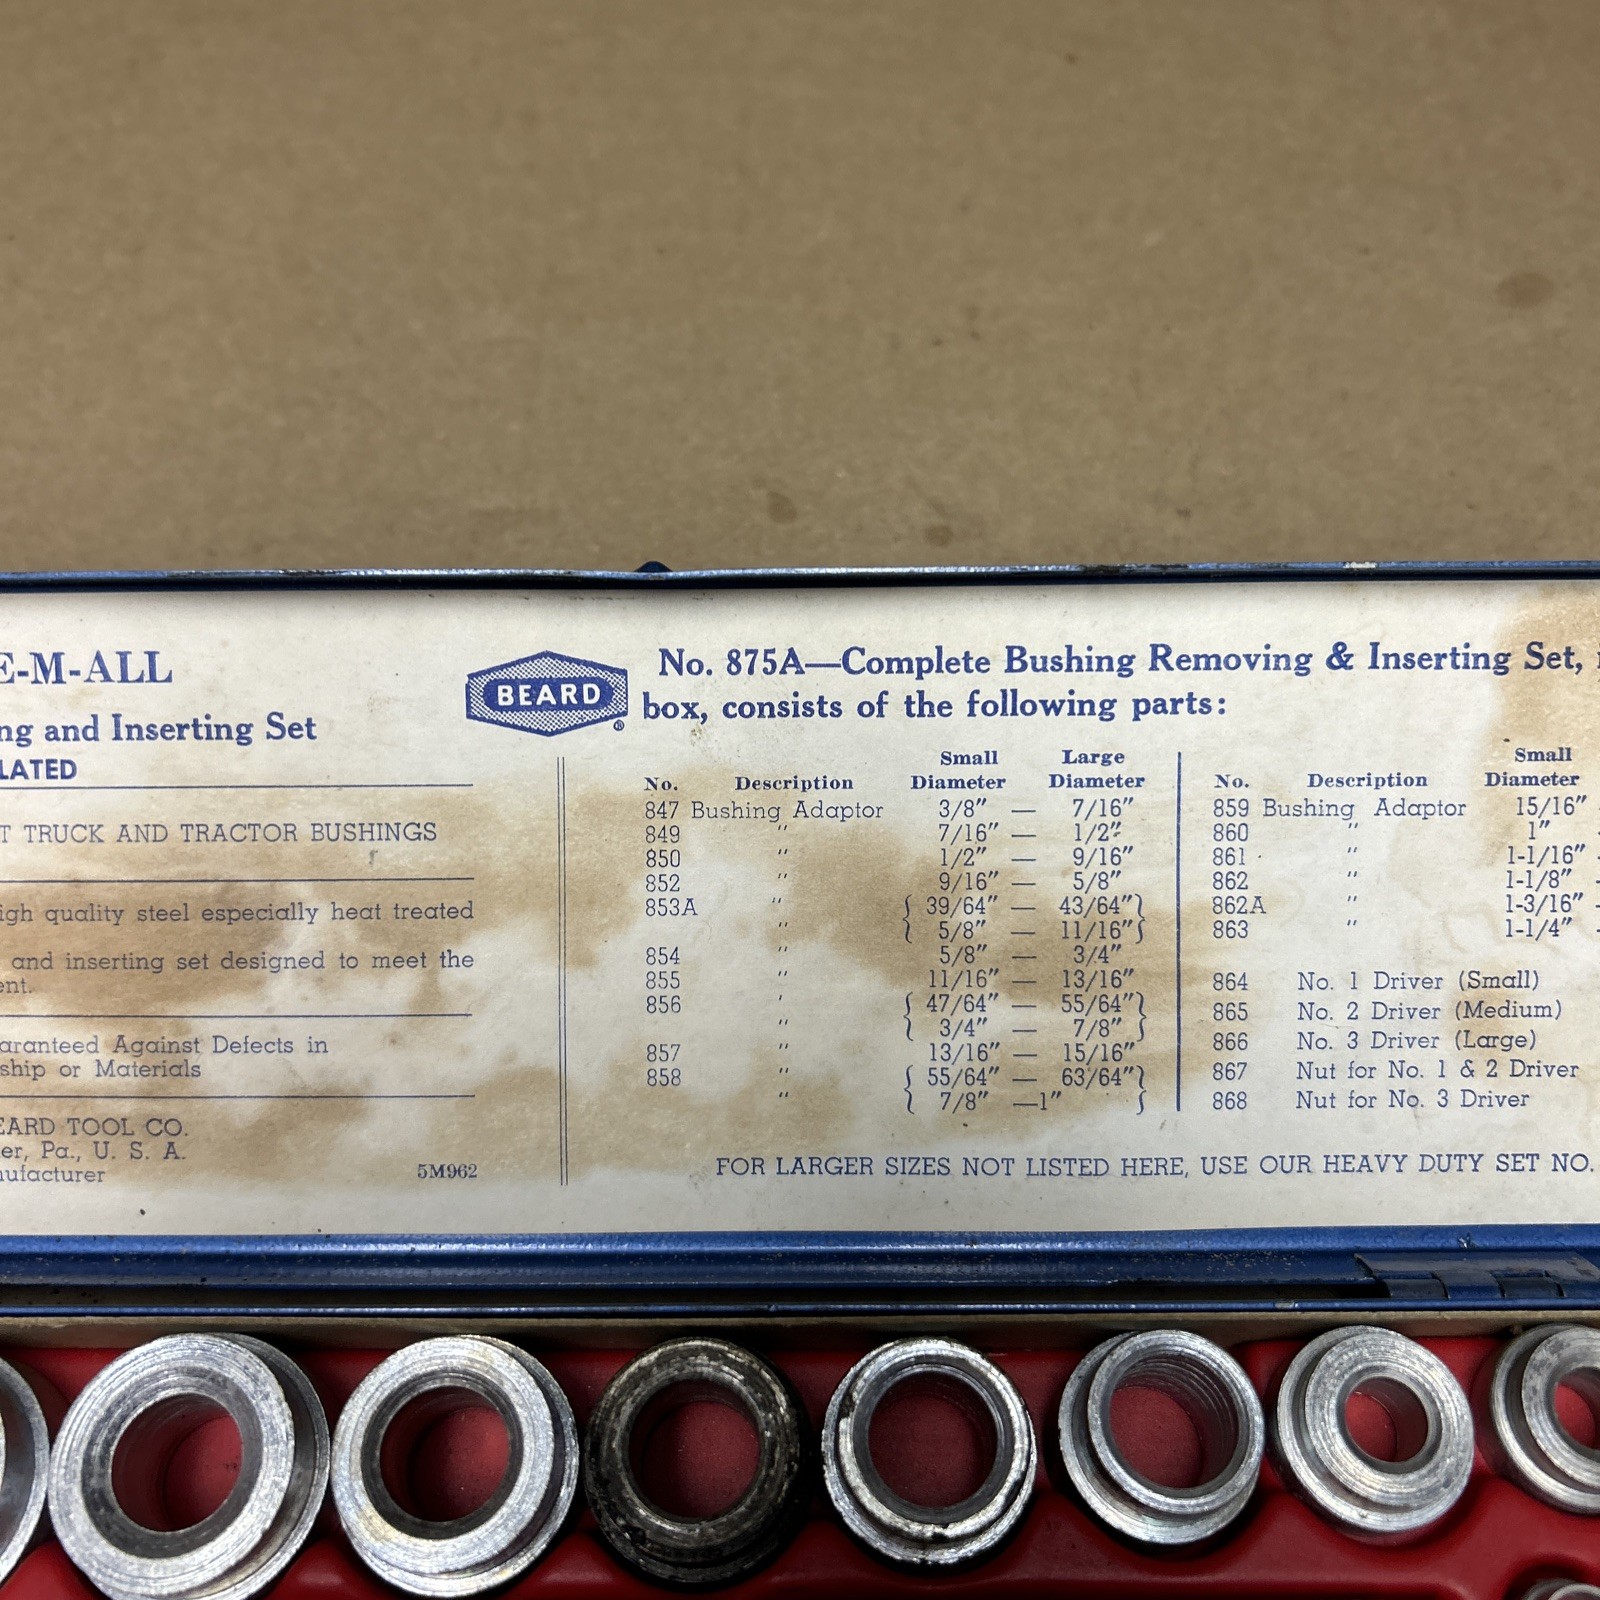 E-M-ALL
ng and Inserting Set
LATED
T TRUCK AND TRACTOR BUSHINGS
igh quality steel especially heat treated
and inserting set designed to meet the
ent.
aranteed Against Defects in
ship or Materials
EARD TOOL CO.
er, Pa., U. S. A.
nufacturer
5M962
BEARD
®
No. 875A—Complete Bushing Removing & Inserting Set,
box, consists of the following parts:
No. Description Small Diameter Large Diameter
847 Bushing Adaptor 3/8" — 7/16"
849 " 7/16" — 1/2"
850 " 1/2" — 9/16"
852 " 9/16" — 5/8"
853A " { 39/64" — 43/64" }
" { 5/8" — 11/16" }
854 " 5/8" — 3/4"
855 " 11/16" — 13/16"
856 " { 47/64" — 55/64" }
" { 3/4" — 7/8" }
857 " 13/16" — 15/16"
858 " { 55/64" — 63/64" }
" { 7/8" —1" }
No. Description Small Diameter
859 Bushing Adaptor 15/16" -
860 " 1" -
861 " 1-1/16" -
862 " 1-1/8" -
862A " 1-3/16" -
863 " 1-1/4" -
864 No. 1 Driver (Small)
865 No. 2 Driver (Medium)
866 No. 3 Driver (Large)
867 Nut for No. 1 & 2 Driver
868 Nut for No. 3 Driver
FOR LARGER SIZES NOT LISTED HERE, USE OUR HEAVY DUTY SET NO.